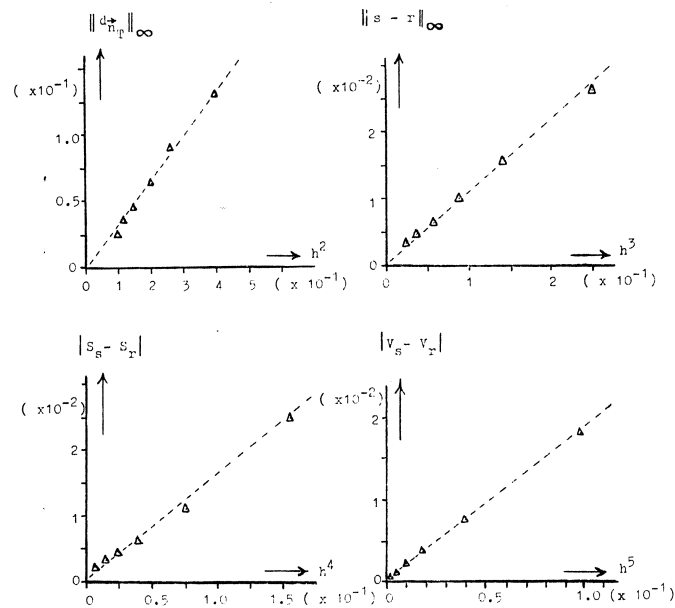 ‖ d→n_T ‖∞
( x10⁻¹)
1.0
0.5
0
0 1 2 3 4 5 ( x 10⁻¹)
h²
‖ s - r ‖∞
( x10⁻²)
2
1
0
0 1 2 ( x 10⁻¹)
h³
|S_s- S_r|
( x10⁻²)
2
1
0
0 0.5 1.0 1.5 ( x 10⁻¹)
h⁴
|V_s- V_r|
( x10⁻²)
2
1
0
0 0.5 1.0 (x 10⁻¹)
h⁵